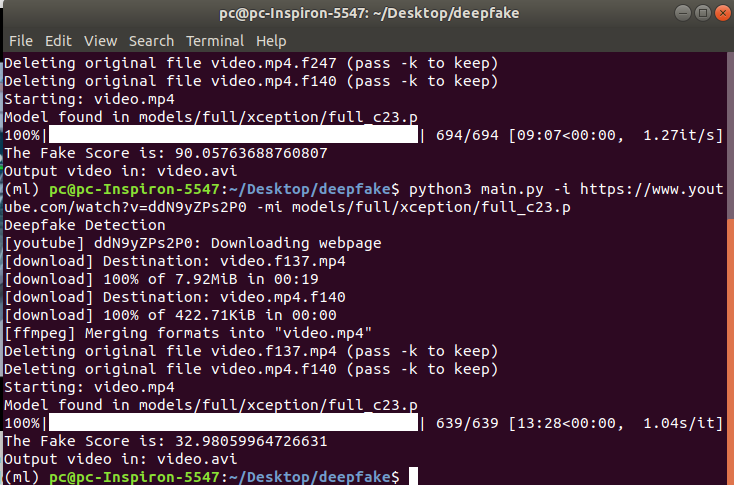 pc@pc-Inspiron-5547: ~/Desktop/deepfake
File Edit View Search Terminal Help
Deleting original file video.mp4.f247 (pass -k to keep)
Deleting original file video.mp4.f140 (pass -k to keep)
Starting: video.mp4
Model found in models/full/xception/full_c23.p
100%| | 694/694 [09:07<00:00, 1.27it/s]
The Fake Score is: 90.05763688760807
Output video in: video.avi
(ml) pc@pc-Inspiron-5547:~/Desktop/deepfake$ python3 main.py -i https://www.yout
ube.com/watch?v=ddN9yZPs2P0 -mi models/full/xception/full_c23.p
Deepfake Detection
[youtube] ddN9yZPs2P0: Downloading webpage
[download] Destination: video.f137.mp4
[download] 100% of 7.92MiB in 00:19
[download] Destination: video.mp4.f140
[download] 100% of 422.71KiB in 00:00
[ffmpeg] Merging formats into "video.mp4"
Deleting original file video.f137.mp4 (pass -k to keep)
Deleting original file video.mp4.f140 (pass -k to keep)
Starting: video.mp4
Model found in models/full/xception/full_c23.p
100%| | 639/639 [13:28<00:00, 1.04s/it]
The Fake Score is: 32.98059964726631
Output video in: video.avi
(ml) pc@pc-Inspiron-5547:~/Desktop/deepfake$